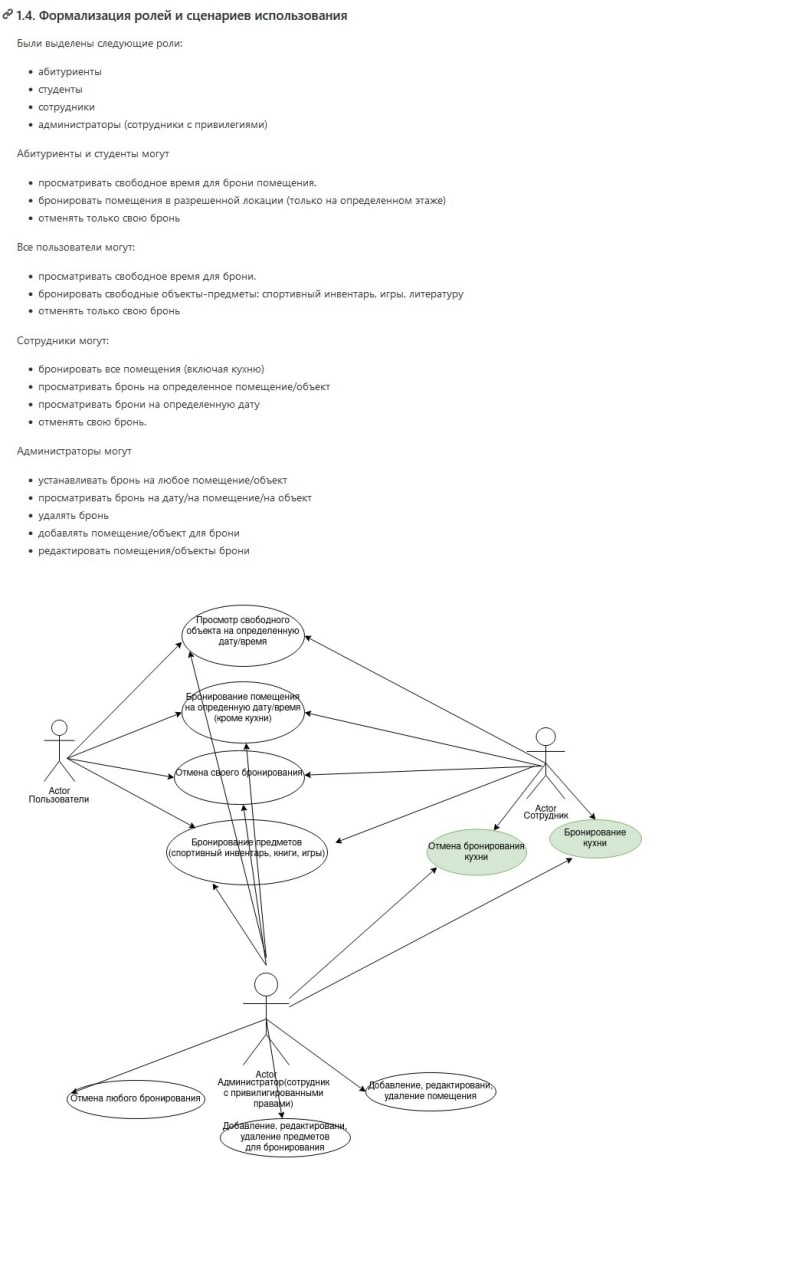 1.4. Формализация ролей и сценариев использования
Были выделены следующие роли:
• абитуриенты
• студенты
• сотрудники
• администраторы (сотрудники с привилегиями)
Абитуриенты и студенты могут
• просматривать свободное время для брони помещения.
• бронировать помещения в разрешенной локации (только на определенном этаже)
• отменять только свою бронь
Все пользователи могут:
• просматривать свободное время для брони.
• бронировать свободные объекты-предметы: спортивный инвентарь, игры, литературу
• отменять только свою бронь
Сотрудники могут:
• бронировать все помещения (включая кухню)
• просматривать бронь на определенное помещение/объект
• просматривать брони на определенную дату
• отменять свою бронь.
Администраторы могут
• устанавливать бронь на любое помещение/объект
• просматривать бронь на дату/на помещение/на объект
• удалять бронь
• добавлять помещение/объект для брони
• редактировать помещения/объекты брони
Просмотр свободного
объекта на определенную
дату/время
Бронирование помещения
на опреденную дату/время
(кроме кухни)
Отмена своего бронирования
Actor
Пользователи
Actor
Сотрудник
Бронирование предметов
(спортивный инвентарь, книги, игры)
Отмена бронирования
кухни
Бронирование
кухни
Actor
Администратор(сотрудник
с привилигированными
правами)
Отмена любого бронирования
Добавление, редактировани,
удаление помещения
Добавление, редактировани,
удаление предметов
для бронирования